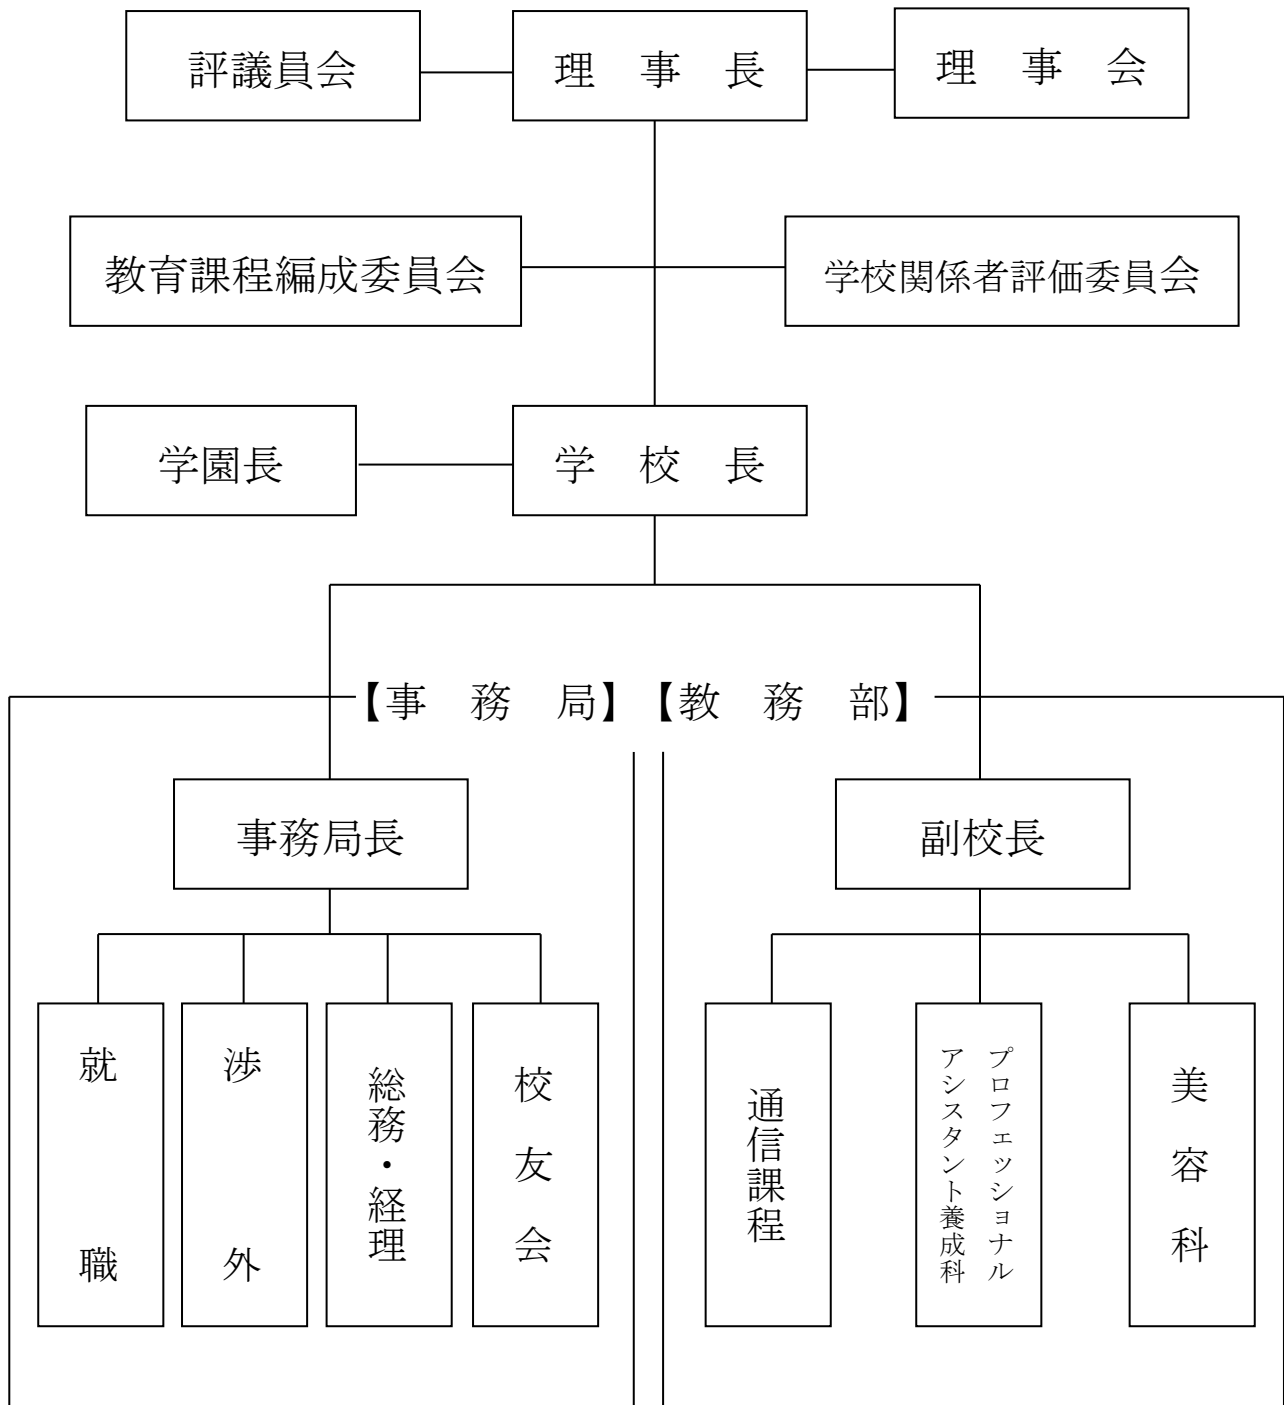 評議員会
理　事　長
理　事　会
教育課程編成委員会
学校関係者評価委員会
学園長
学　校　長
【事　務　局】
【教　務　部】
事務局長
副校長
就職
渉外
総務・経理
校友会
通信課程
プロフェッショナル
アシスタント養成科
美容科